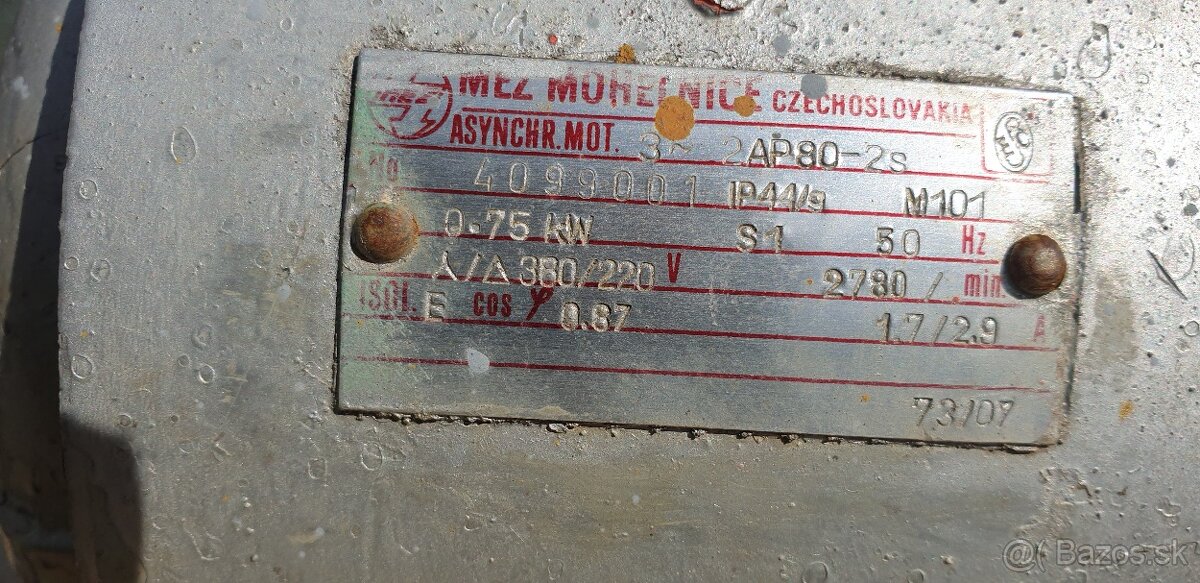 MEZ MOHELNICE CZECHOSLOVAKIA
ASYNCHR. MOT. 3~ 2AP80-2s
No 4099001 IP44/g M101
0.75 kW S1 50 Hz
⅄/△ 380/220 V 2780 /. min.
ISOL. E cos φ 0.87 1.7/2.9 A
73/07
@( Bazos.sk